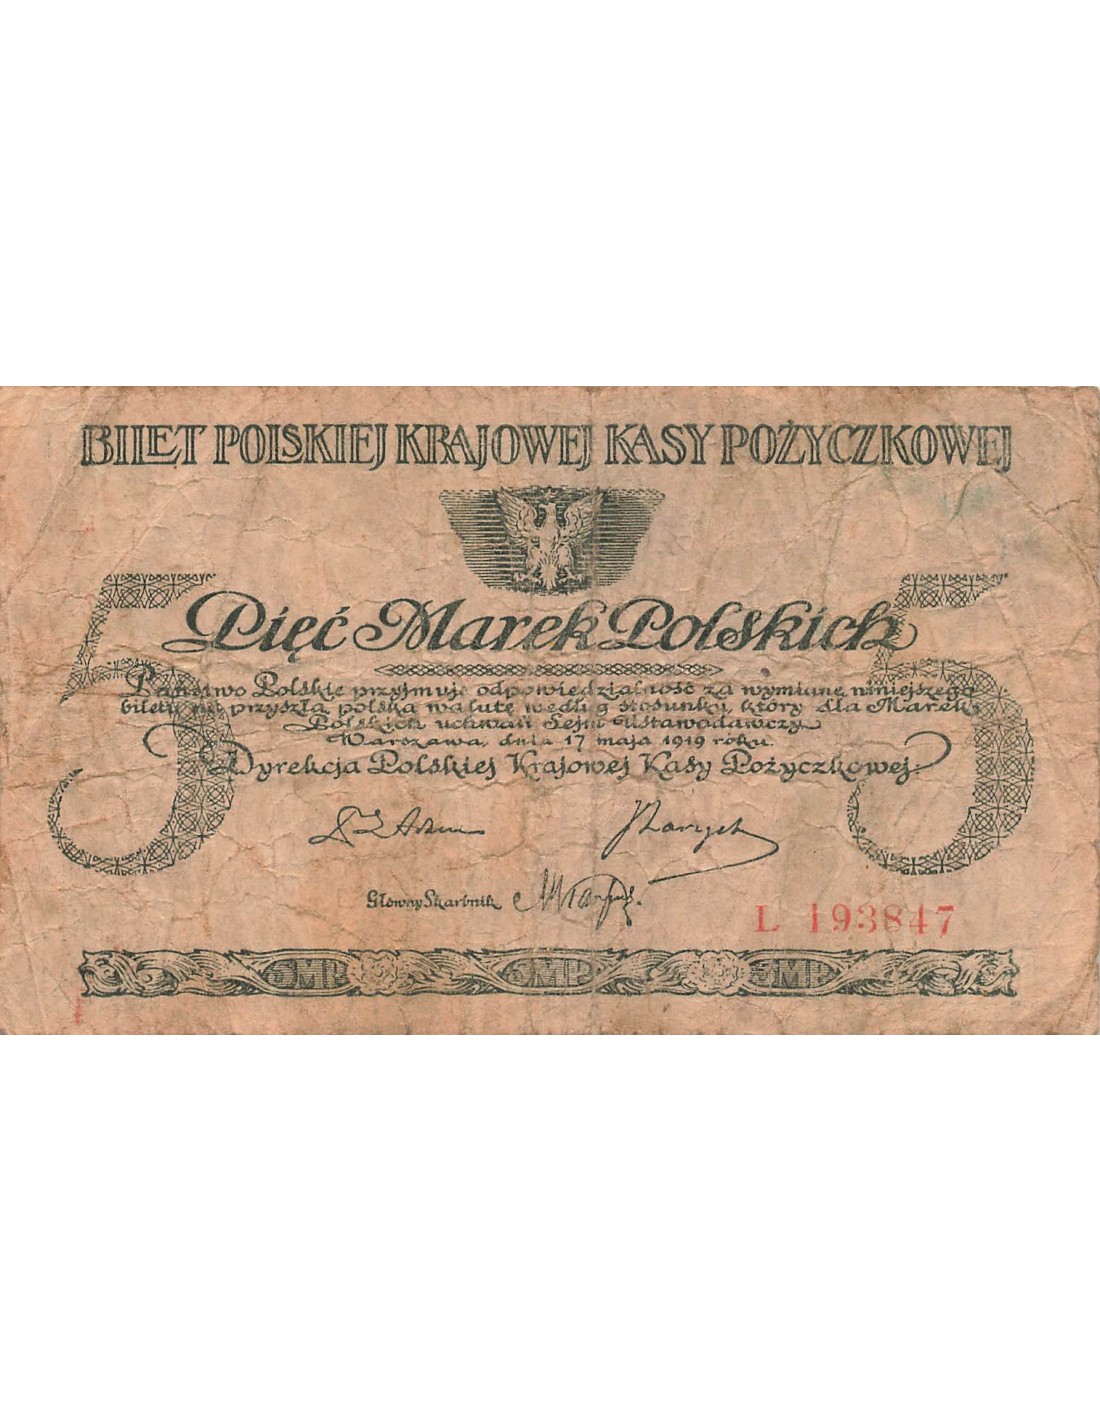 BILET POLSKIEJ KRAJOWEJ KASY POŻYCZKOWEJ
5 5
Pięć Marek Polskich
Państwo Polskie przyjmuje odpowiedzialność za wymianę niniejszego
biletu na przyszłą polską walutę według stosunku, który dla Marek
Polskich uchwali Sejm Ustawodawczy
Warszawa, dnia 17 maja 1919 roku.
Dyrekcja Polskiej Krajowej Kasy Pożyczkowej
Główny Skarbnik
L 193847
5MP 5MP 5MP